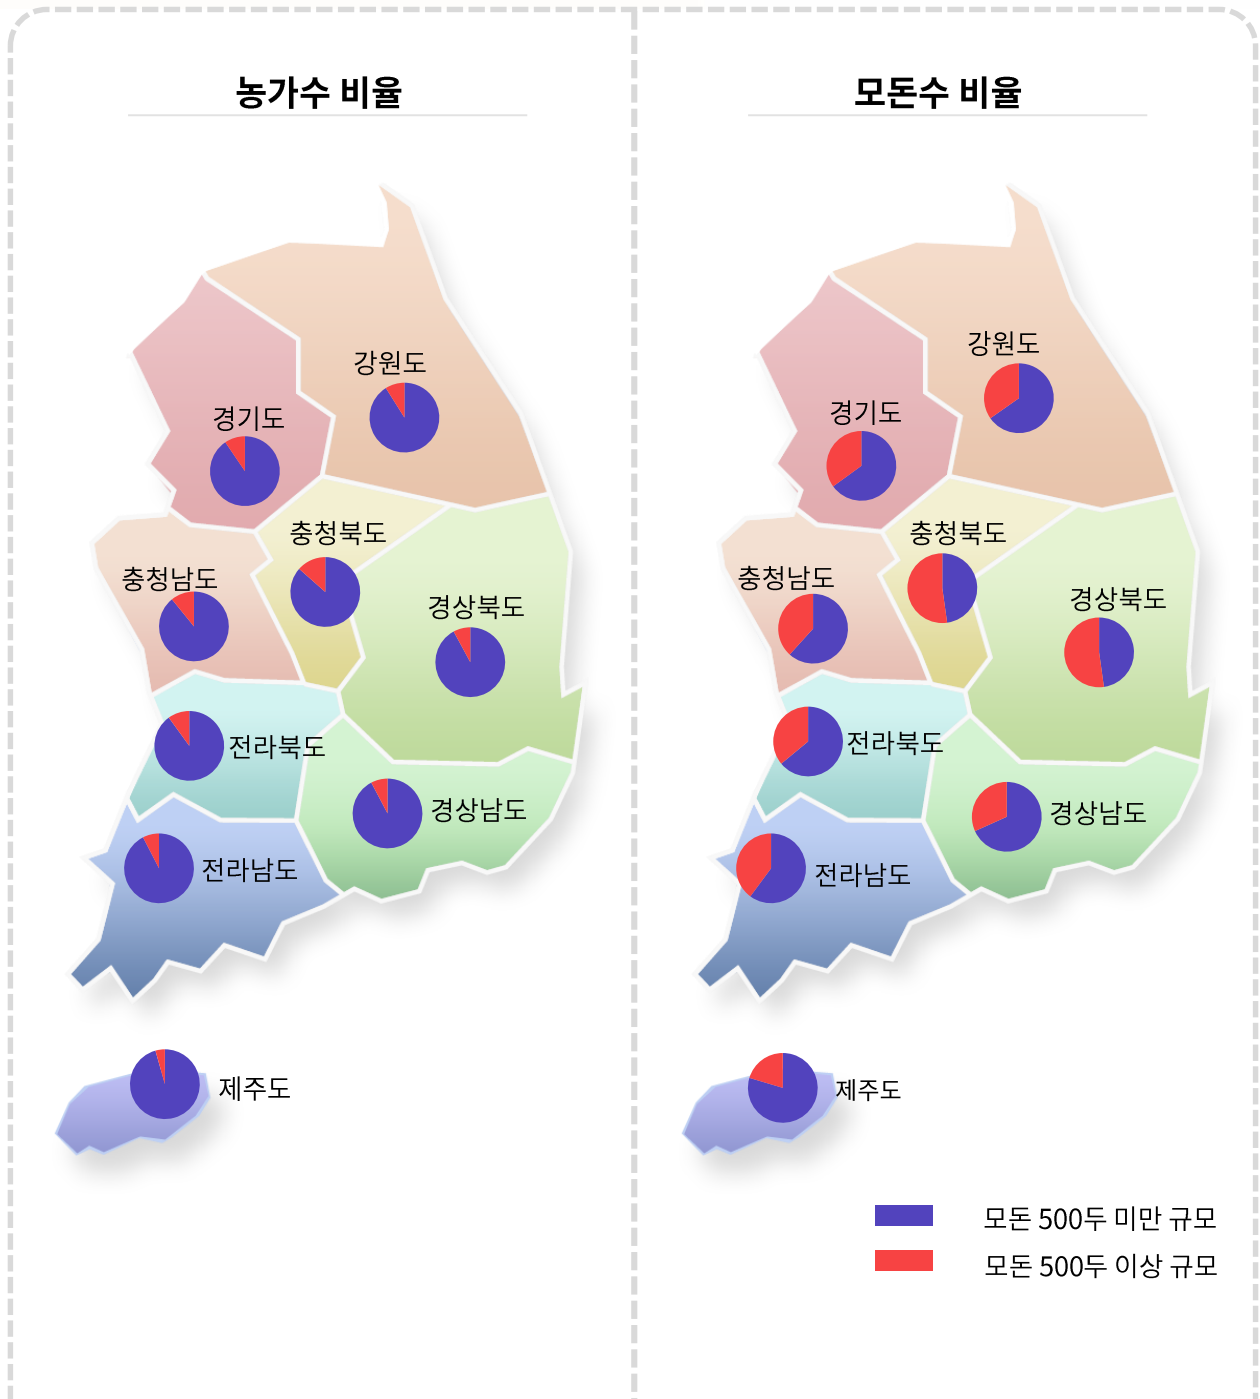 농가수 비율
강원도
경기도
충청북도
충청남도
경상북도
전라북도
경상남도
전라남도
제주도
모돈수 비율
강원도
경기도
충청북도
충청남도
경상북도
전라북도
경상남도
전라남도
제주도
모돈 500두 미만 규모
모돈 500두 이상 규모